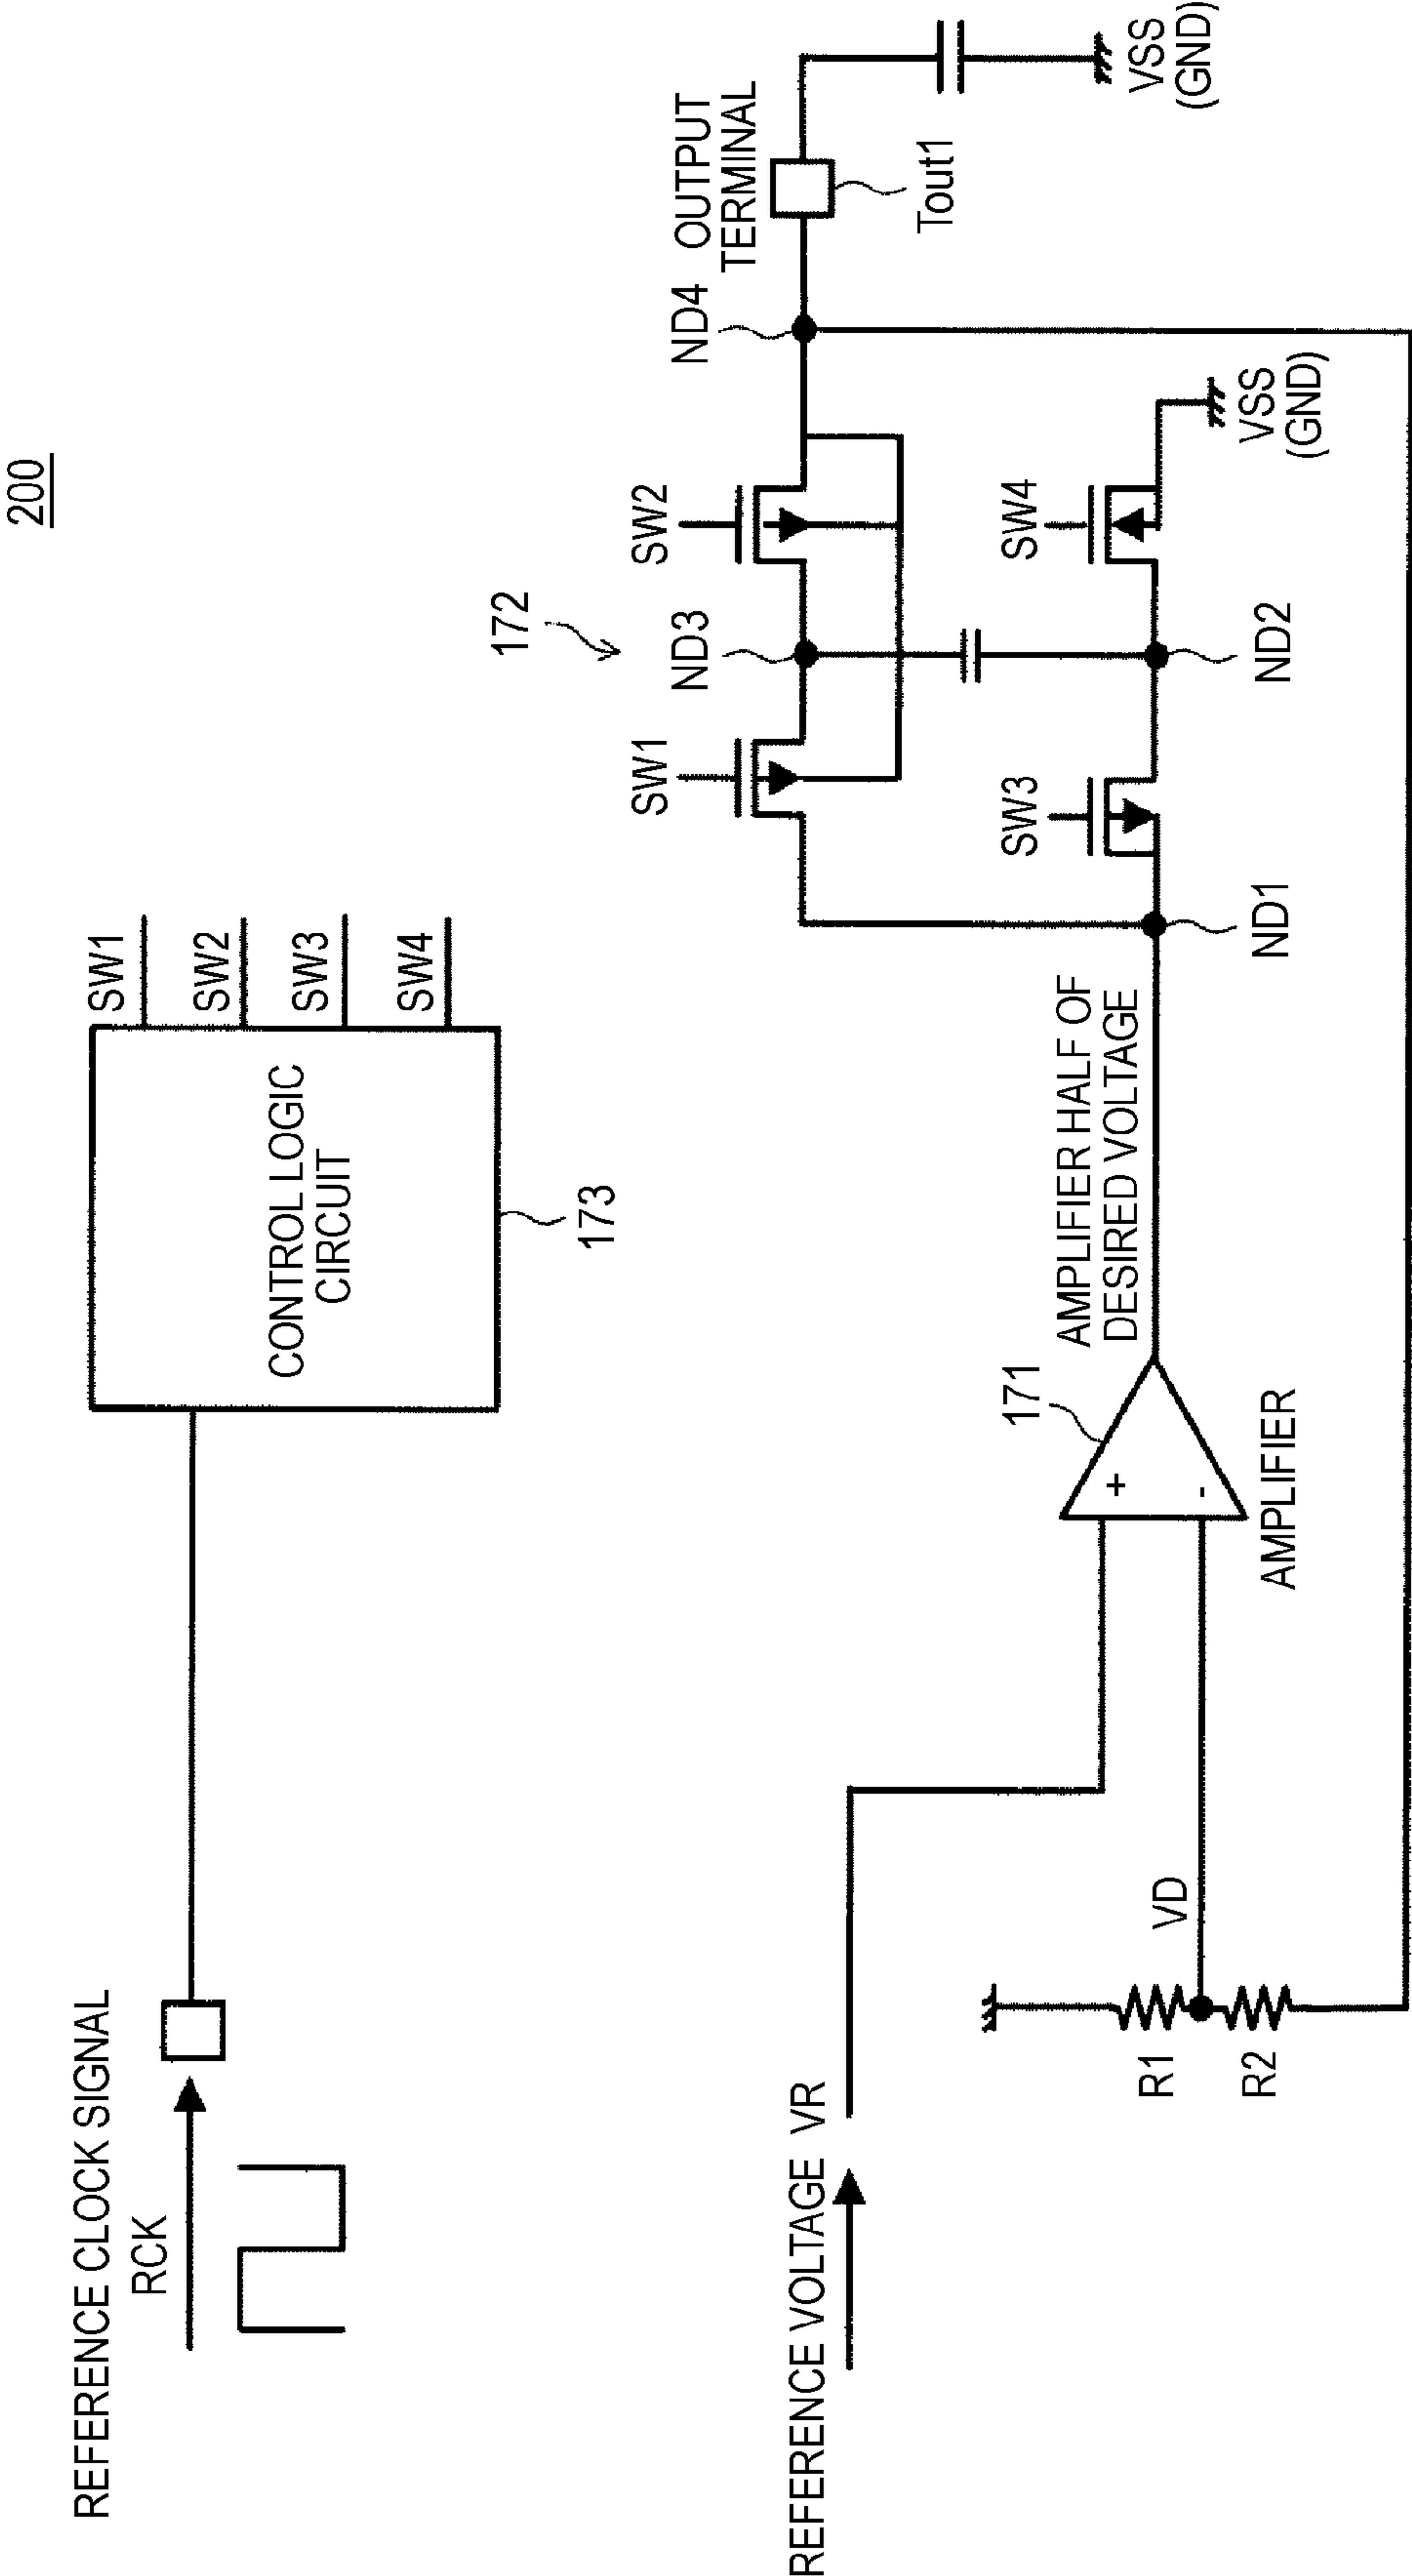 200
REFERENCE CLOCK SIGNAL
RCK
CONTROL LOGIC
CIRCUIT
173
SW1
SW2
SW3
SW4
172
SW1
ND3
SW2
ND4
OUTPUT
TERMINAL
Tout1
VSS
(GND)
REFERENCE VOLTAGE VR
171
+
-
AMPLIFIER
AMPLIFIER HALF OF
DESIRED VOLTAGE
ND1
SW3
ND2
SW4
VSS
(GND)
VD
R1
R2